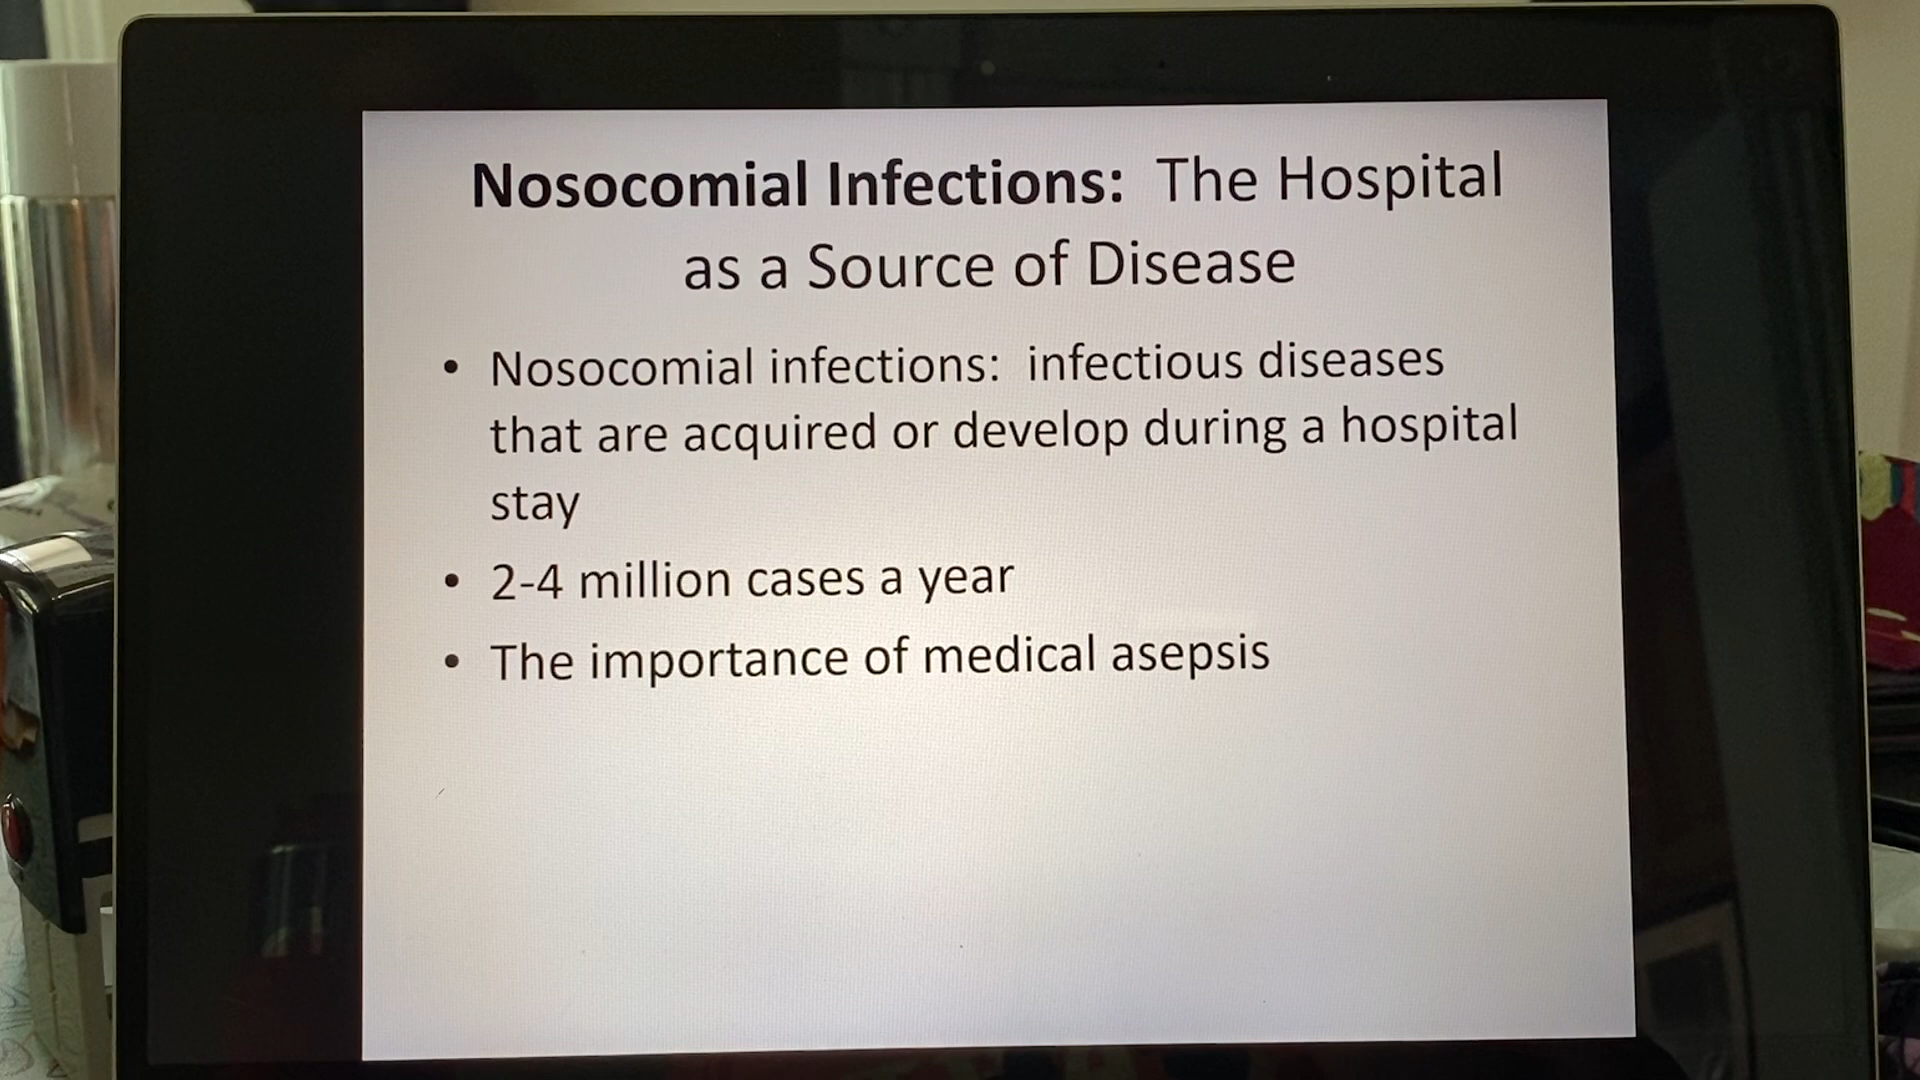 Nosocomial Infections: The Hospital
as a Source of Disease
• Nosocomial infections: infectious diseases
that are acquired or develop during a hospital
stay
• 2-4 million cases a year
• The importance of medical asepsis